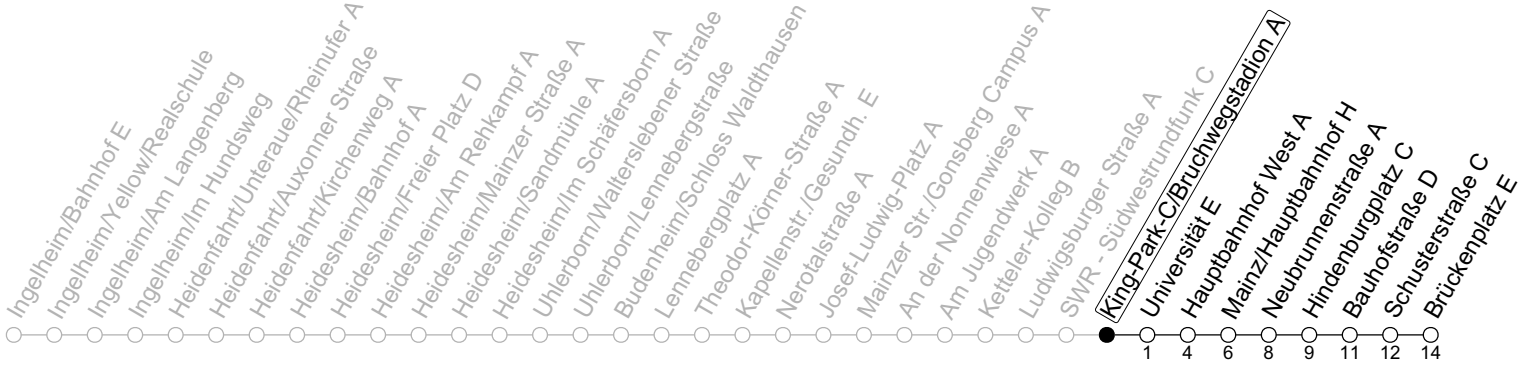 Ingelheim/Bahnhof E
Ingelheim/Yellow/Realschule
Ingelheim/Am Langenberg
Ingelheim/Im Hundsweg
Heidenfahrt/Unteraue/Rheinufer A
Heidenfahrt/Auxonner Straße
Heidenfahrt/Kirchenweg A
Heidesheim/Bahnhof A
Heidesheim/Freier Platz D
Heidesheim/Am Rehkampf A
Heidesheim/Mainzer Straße A
Heidesheim/Sandmühle A
Heidesheim/Im Schäfersborn A
Uhlerborn/Walterslebener Straße
Uhlerborn/Lennebergstraße
Budenheim/Schloss Waldthausen
Lennebergplatz A
Theodor-Körner-Straße A
Kapellenstr./Gesundh. E
Nerotalstraße A
Josef-Ludwig-Platz A
Mainzer Str./Gonsberg Campus A
An der Nonnenwiese A
Am Jugendwerk A
Ketteler-Kolleg B
Ludwigsburger Straße A
SWR - Südwestrundfunk C
King-Park-C/Bruchwegstadion A
Universität E
Hauptbahnhof West A
Mainz/Hauptbahnhof H
Neubrunnenstraße A
Hindenburgplatz C
Bauhofstraße D
Schusterstraße C
Brückenplatz E
1 4 6 8 9 11 12 14